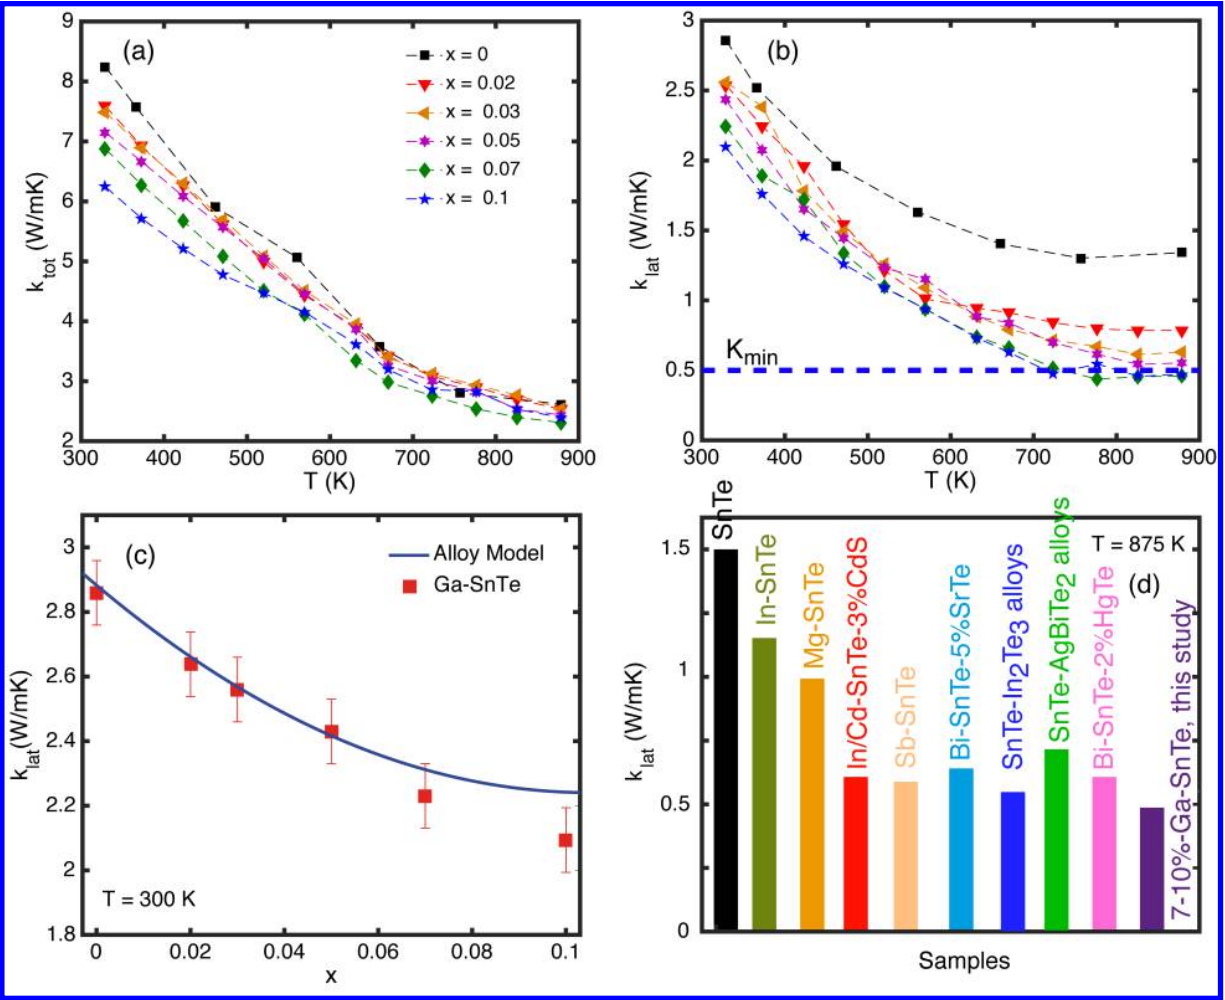 (a)
9
8
7
6
5
4
3
2
k_tot (W/mK)
x = 0
x = 0.02
x = 0.03
x = 0.05
x = 0.07
x = 0.1
300 400 500 600 700 800 900
T (K)
(b)
4
3
2.5
2
1.5
1
0.5
0
k_lat (W/mK)
K_min
300 400 500 600 700 800 900
T (K)
(c)
3
2.8
2.6
2.4
2.2
2
1.8
k_lat(W/mK)
Alloy Model
Ga-SnTe
T = 300 K
0 0.02 0.04 0.06 0.08 0.1
x
(d)
T = 875 K
1.5
1
0.5
0
k_lat (W/mK)
SnTe
In-SnTe
Mg-SnTe
In/Cd-SnTe-3%CdS
Sb-SnTe
Bi-SnTe-5%SrTe
SnTe-In2Te3 alloys
SnTe-AgBiTe2 alloys
Bi-SnTe-2%HgTe
7-10%-Ga-SnTe, this study
Samples